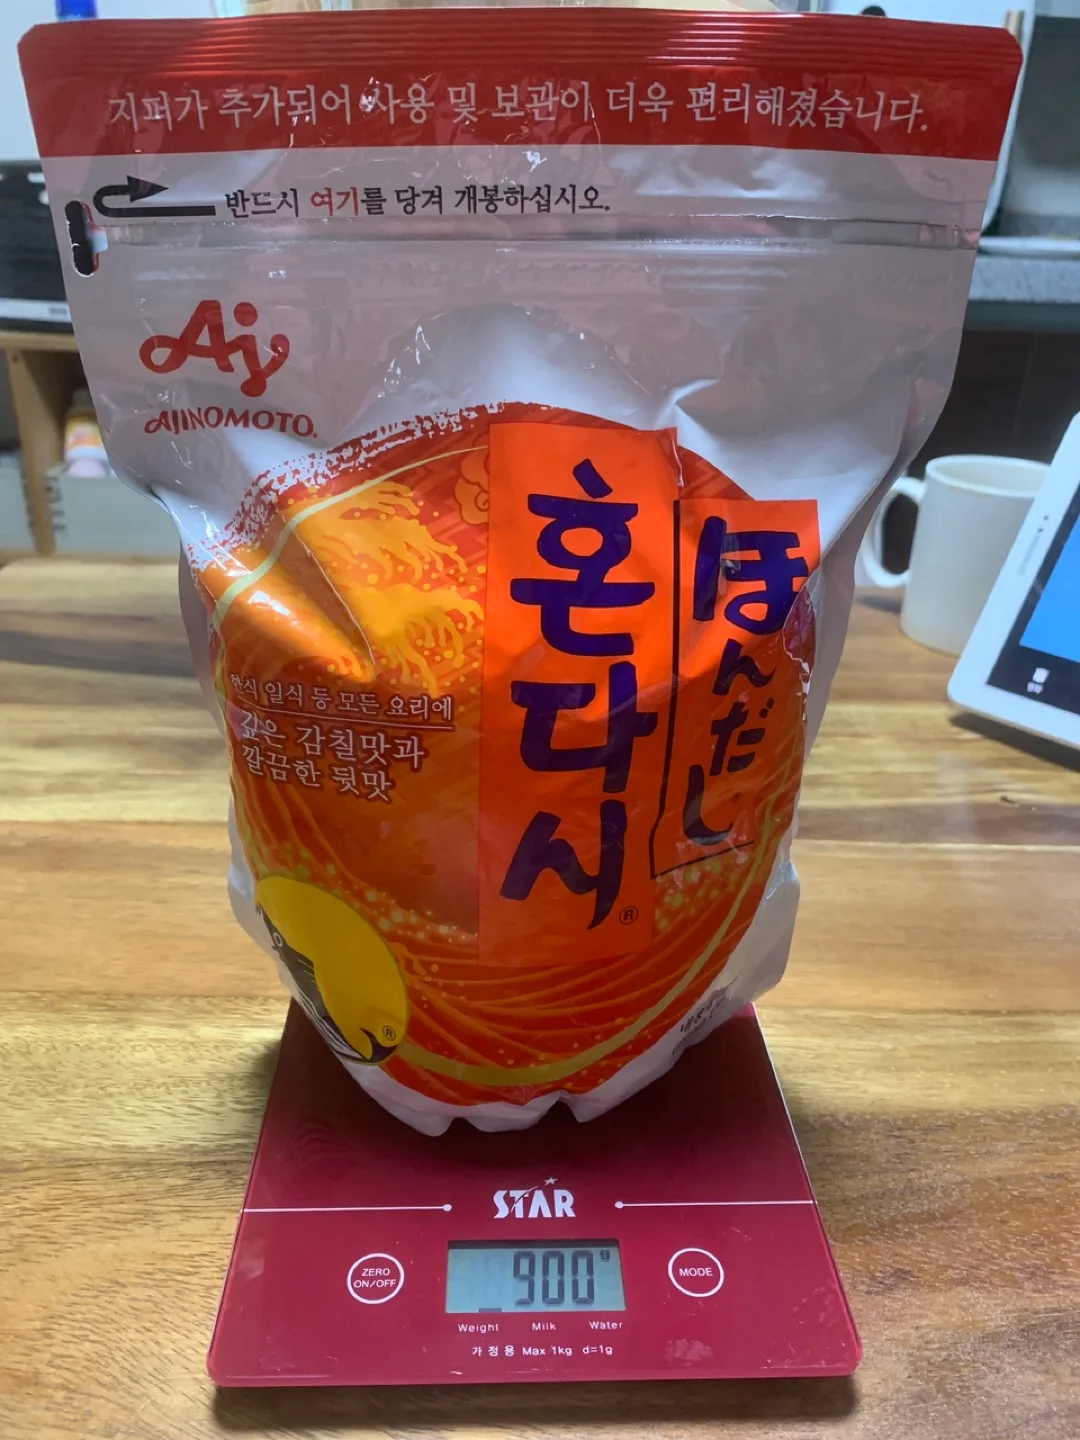 지퍼가 추가되어 사용 및 보관이 더욱 편리해졌습니다.
반드시 여기를 당겨 개봉하십시오.
Aj
AJINOMOTO.
혼다시®
ほんだし
한식 일식 등 모든 요리에
깊은 감칠맛과
깔끔한 뒷맛
®
STAR
ZERO
ON/OFF
900 g
MODE
Weight Milk Water
가정용 Max 1kg d=1g